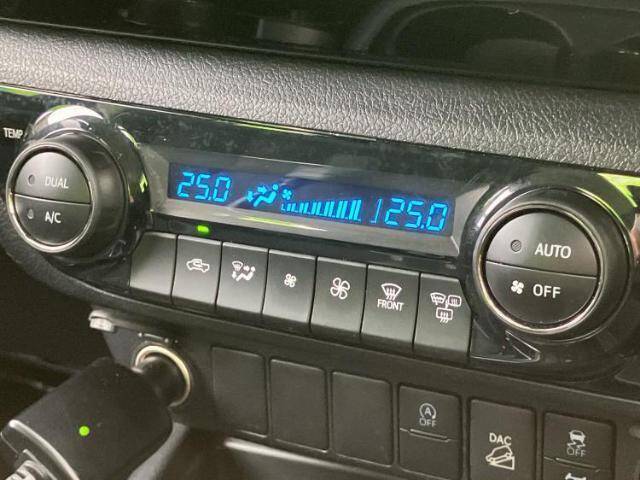 TEMP
DUAL
A/C
25.0
25.0
AUTO
OFF
FRONT
OFF
DAC
OFF